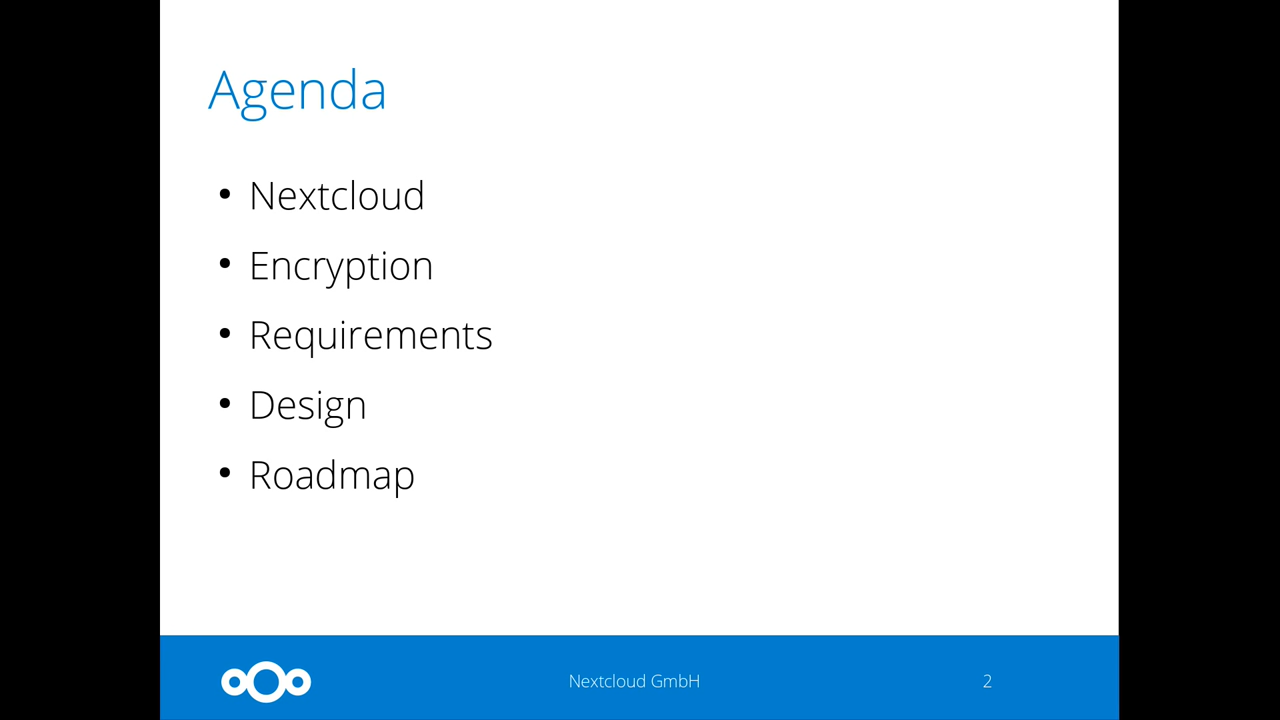 Agenda
• Nextcloud
• Encryption
• Requirements
• Design
• Roadmap
Nextcloud GmbH
2